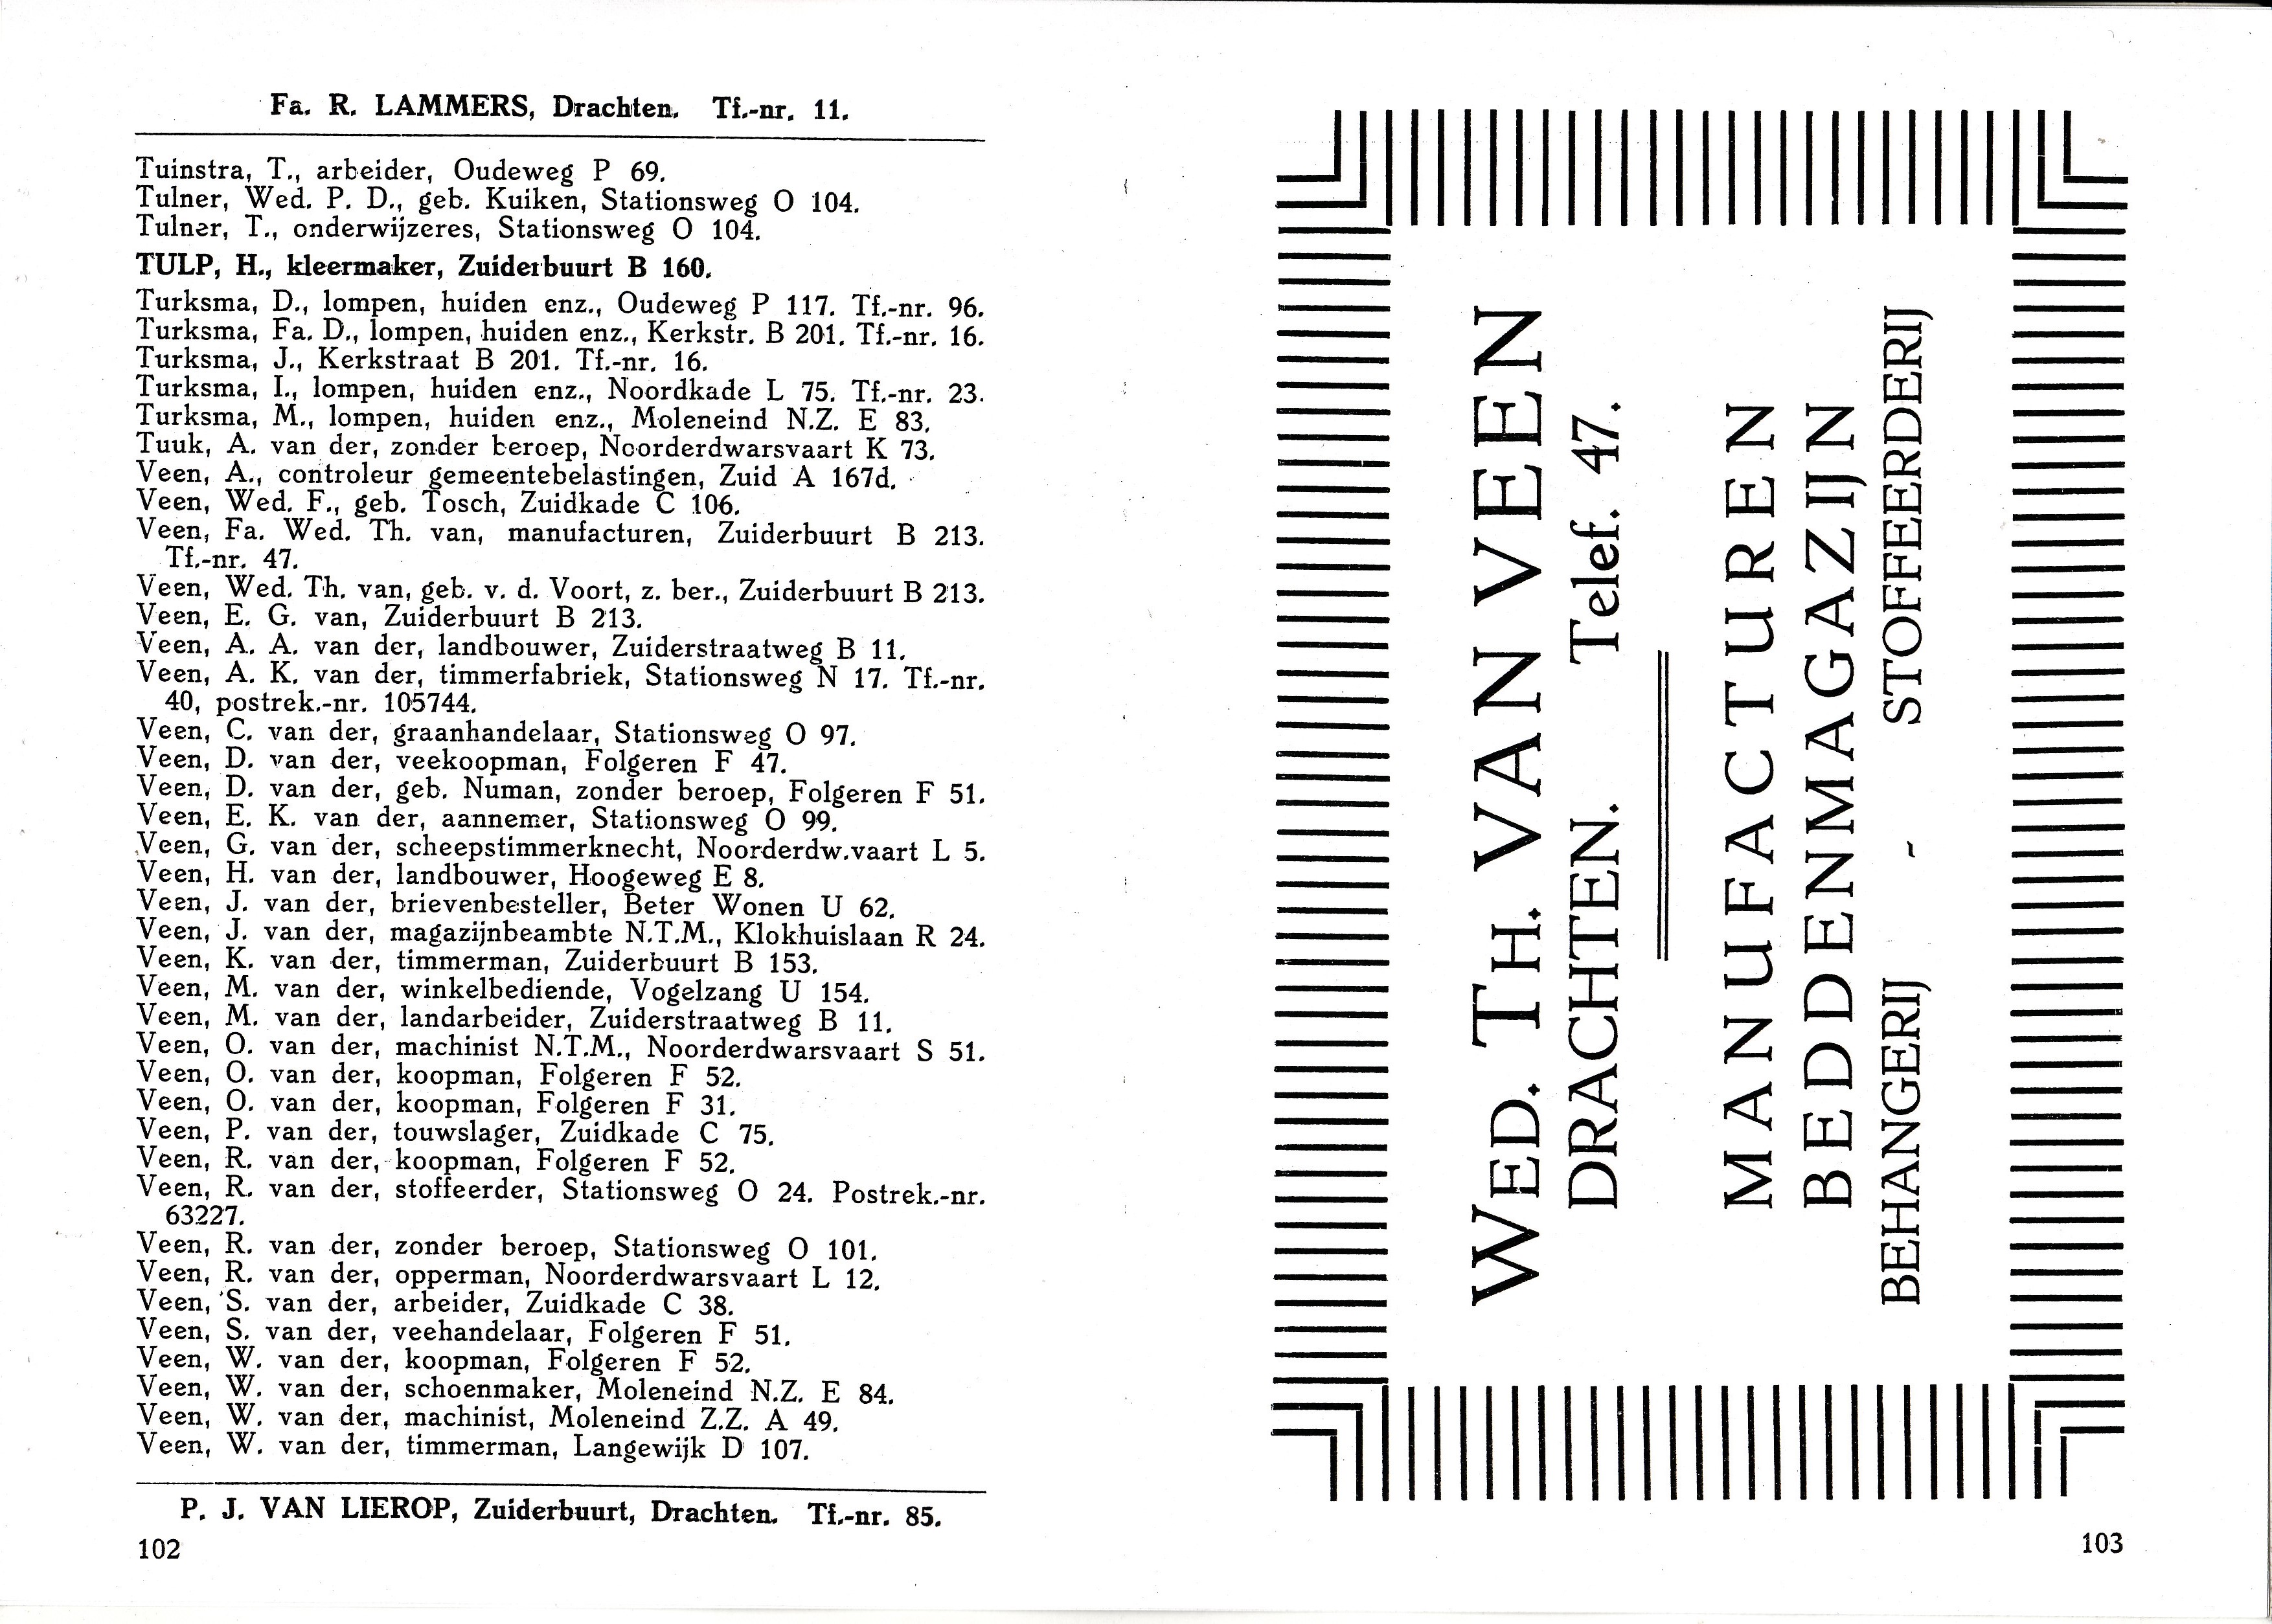 Fa. R. LAMMERS, Drachten. Tf.-nr. 11.
Tuinstra, T., arbeider, Oudeweg P 69.
Tulner, Wed. P. D., geb. Kuiken, Stationsweg O 104.
Tulner, T., onderwijzeres, Stationsweg O 104.
TULP, H., kleermaker, Zuiderbuurt B 160.
Turksma, D., lompen, huiden enz., Oudeweg P 117. Tf.-nr. 96.
Turksma, Fa. D., lompen, huiden enz., Kerkstr. B 201. Tf.-nr. 16.
Turksma, J., Kerkstraat B 201. Tf.-nr. 16.
Turksma, I., lompen, huiden enz., Noordkade L 75. Tf.-nr. 23.
Turksma, M., lompen, huiden enz., Moleneind N.Z. E 83.
Tuuk, A. van der, zonder beroep, Noorderdwarsvaart K 73.
Veen, A., controleur gemeentebelastingen, Zuid A 167d.
Veen, Wed. F., geb. Tosch, Zuidkade C 106.
Veen, Fa. Wed. Th. van, manufacturen, Zuiderbuurt B 213.
Tf.-nr. 47.
Veen, Wed. Th. van, geb. v. d. Voort, z. ber., Zuiderbuurt B 213.
Veen, E. G. van, Zuiderbuurt B 213.
Veen, A. A. van der, landbouwer, Zuiderstraatweg B 11.
Veen, A. K. van der, timmerfabriek, Stationsweg N 17. Tf.-nr.
40, postrek.-nr. 105744.
Veen, C. van der, graanhandelaar, Stationsweg O 97.
Veen, D. van der, veekoopman, Folgeren F 47.
Veen, D. van der, geb. Numan, zonder beroep, Folgeren F 51.
Veen, E. K. van der, aannemer, Stationsweg O 99.
Veen, G. van der, scheepstimmerknecht, Noorderdw.vaart L 5.
Veen, H. van der, landbouwer, Hoogeweg E 8.
Veen, J. van der, brievenbesteller, Beter Wonen U 62.
Veen, J. van der, magazijnbeambte N.T.M., Klokhuislaan R 24.
Veen, K. van der, timmerman, Zuiderbuurt B 153.
Veen, M. van der, winkelbediende, Vogelzang U 154.
Veen, M. van der, landarbeider, Zuiderstraatweg B 11.
Veen, O. van der, machinist N.T.M., Noorderdwarsvaart S 51.
Veen, O. van der, koopman, Folgeren F 52.
Veen, O. van der, koopman, Folgeren F 31.
Veen, P. van der, touwslager, Zuidkade C 75.
Veen, R. van der, koopman, Folgeren F 52.
Veen, R. van der, stoffeerder, Stationsweg O 24. Postrek.-nr.
63227.
Veen, R. van der, zonder beroep, Stationsweg O 101.
Veen, R. van der, opperman, Noorderdwarsvaart L 12.
Veen, S. van der, arbeider, Zuidkade C 38.
Veen, S. van der, veehandelaar, Folgeren F 51.
Veen, W. van der, koopman, Folgeren F 52.
Veen, W. van der, schoenmaker, Moleneind N.Z. E 84.
Veen, W. van der, machinist, Moleneind Z.Z. A 49.
Veen, W. van der, timmerman, Langewijk D 107.
P. J. VAN LIEROP, Zuiderbuurt, Drachten. Tf.-nr. 85.
102
WED. TH. VAN VEEN
DRACHTEN. Telef. 47.
MANUFACTUREN
BEDDENMAGAZIJN
BEHANGERIJ - STOFFEERDERIJ
103